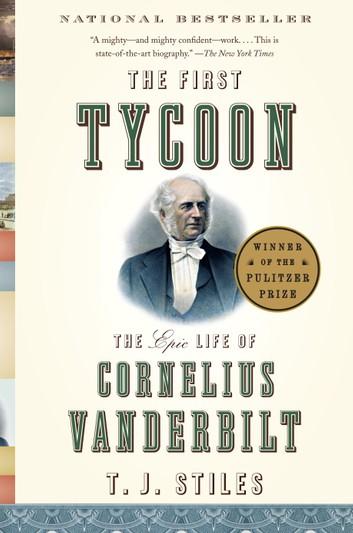 NATIONAL BESTSELLER
“A mighty—and mighty confident—work. . . . This is
state-of-the-art biography.” —The New York Times
THE FIRST
TYCOON
WINNER
OF THE
PULITZER
PRIZE
THE Epic LIFE OF
CORNELIUS
VANDERBILT
T. J. STILES